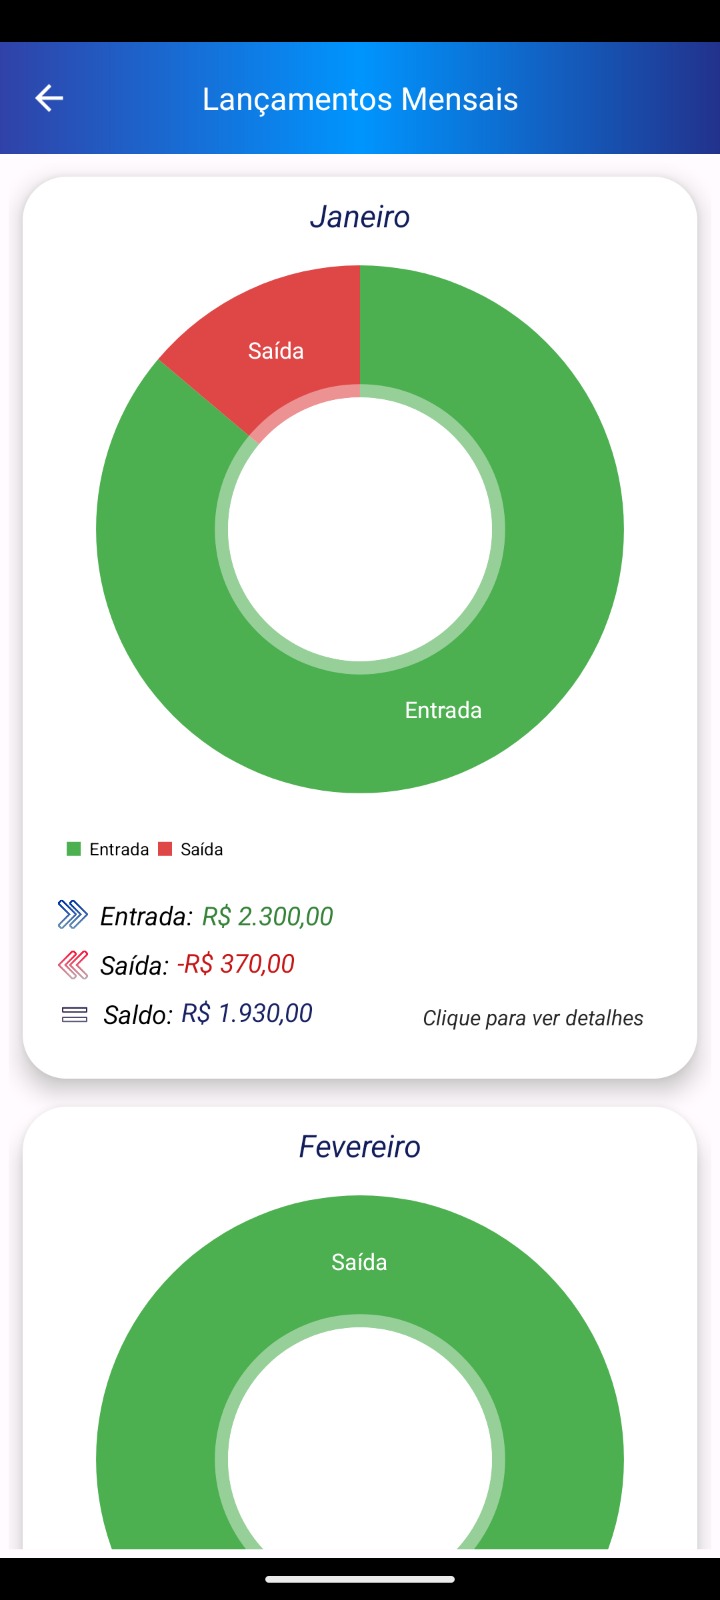 Lançamentos Mensais
Janeiro
Saída
Entrada
Entrada Saída
Entrada: R$ 2.300,00
Saída: -R$ 370,00
Saldo: R$ 1.930,00
Clique para ver detalhes
Fevereiro
Saída